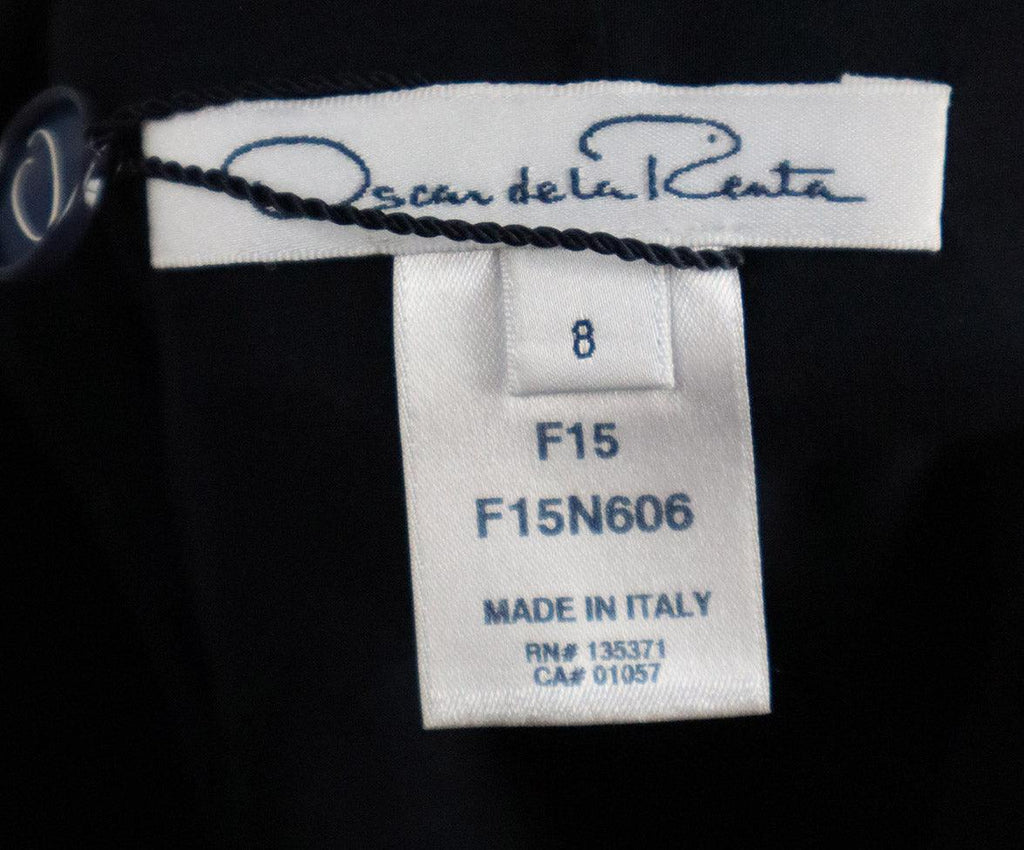 Oscar de la Renta
8
F15
F15N606
MADE IN ITALY
RN# 135371
CA# 01057